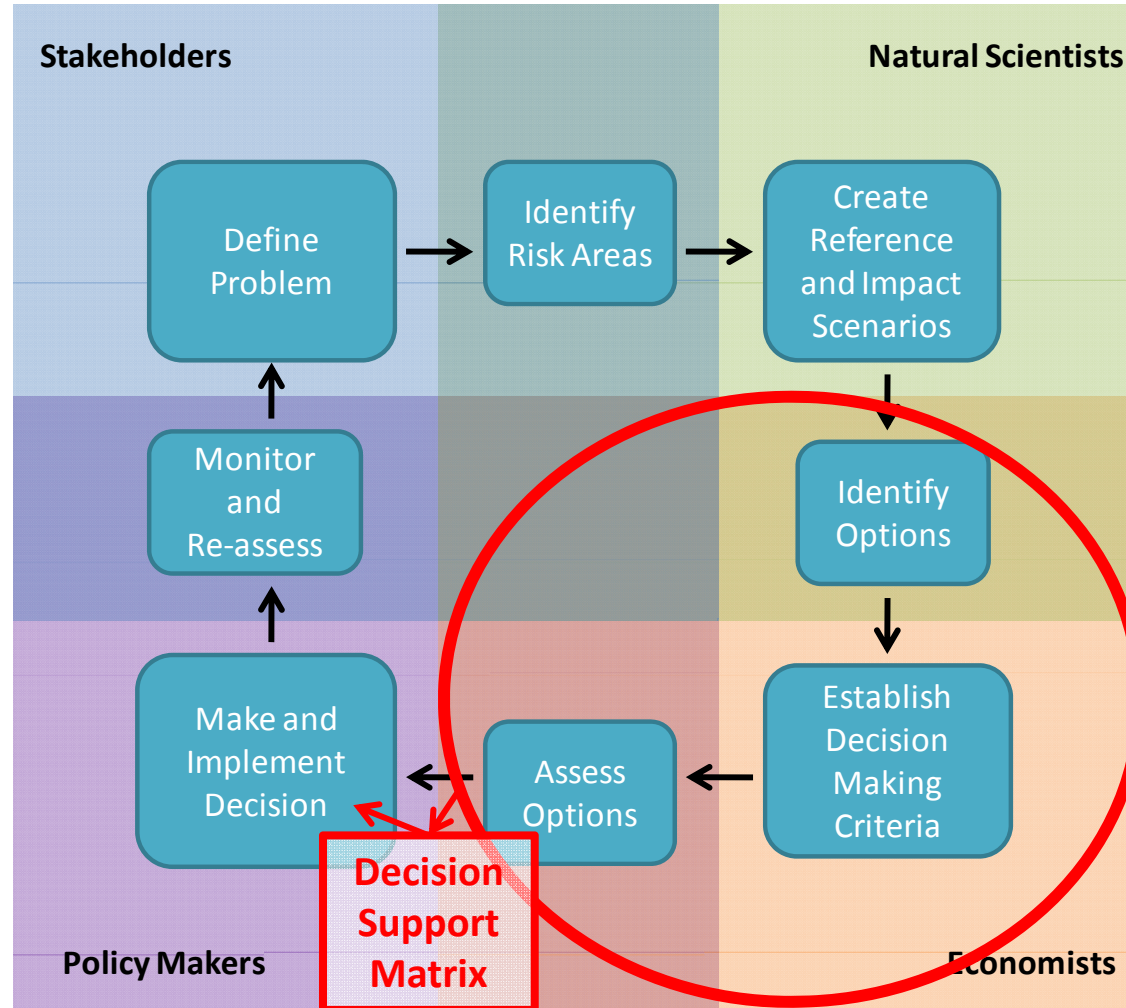 Stakeholders
Natural Scientists
Define
Problem
Identify
Risk Areas
Create
Reference
and Impact
Scenarios
Monitor
and
Re-assess
Identify
Options
Make and
Implement
Decision
Assess
Options
Establish
Decision
Making
Criteria
Decision
Support
Matrix
Policy Makers
Economists